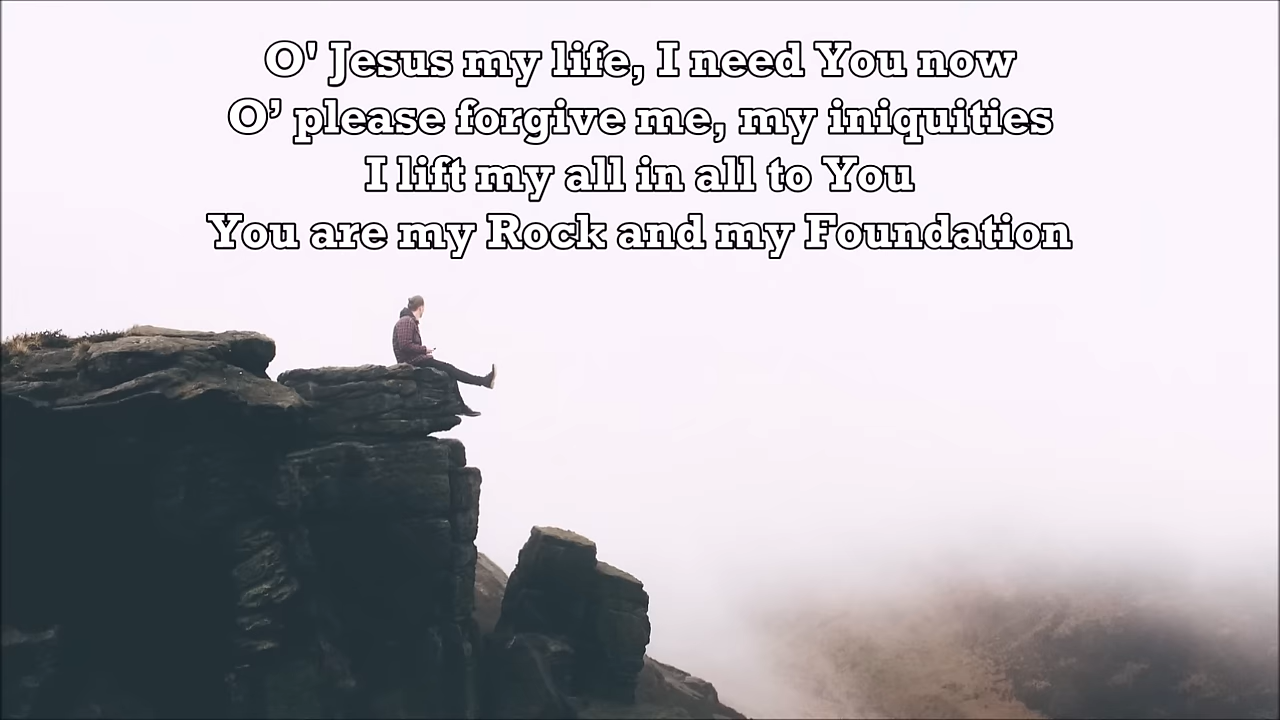 O' Jesus my life, I need You now
O’ please forgive me, my iniquities
I lift my all in all to You
You are my Rock and my Foundation